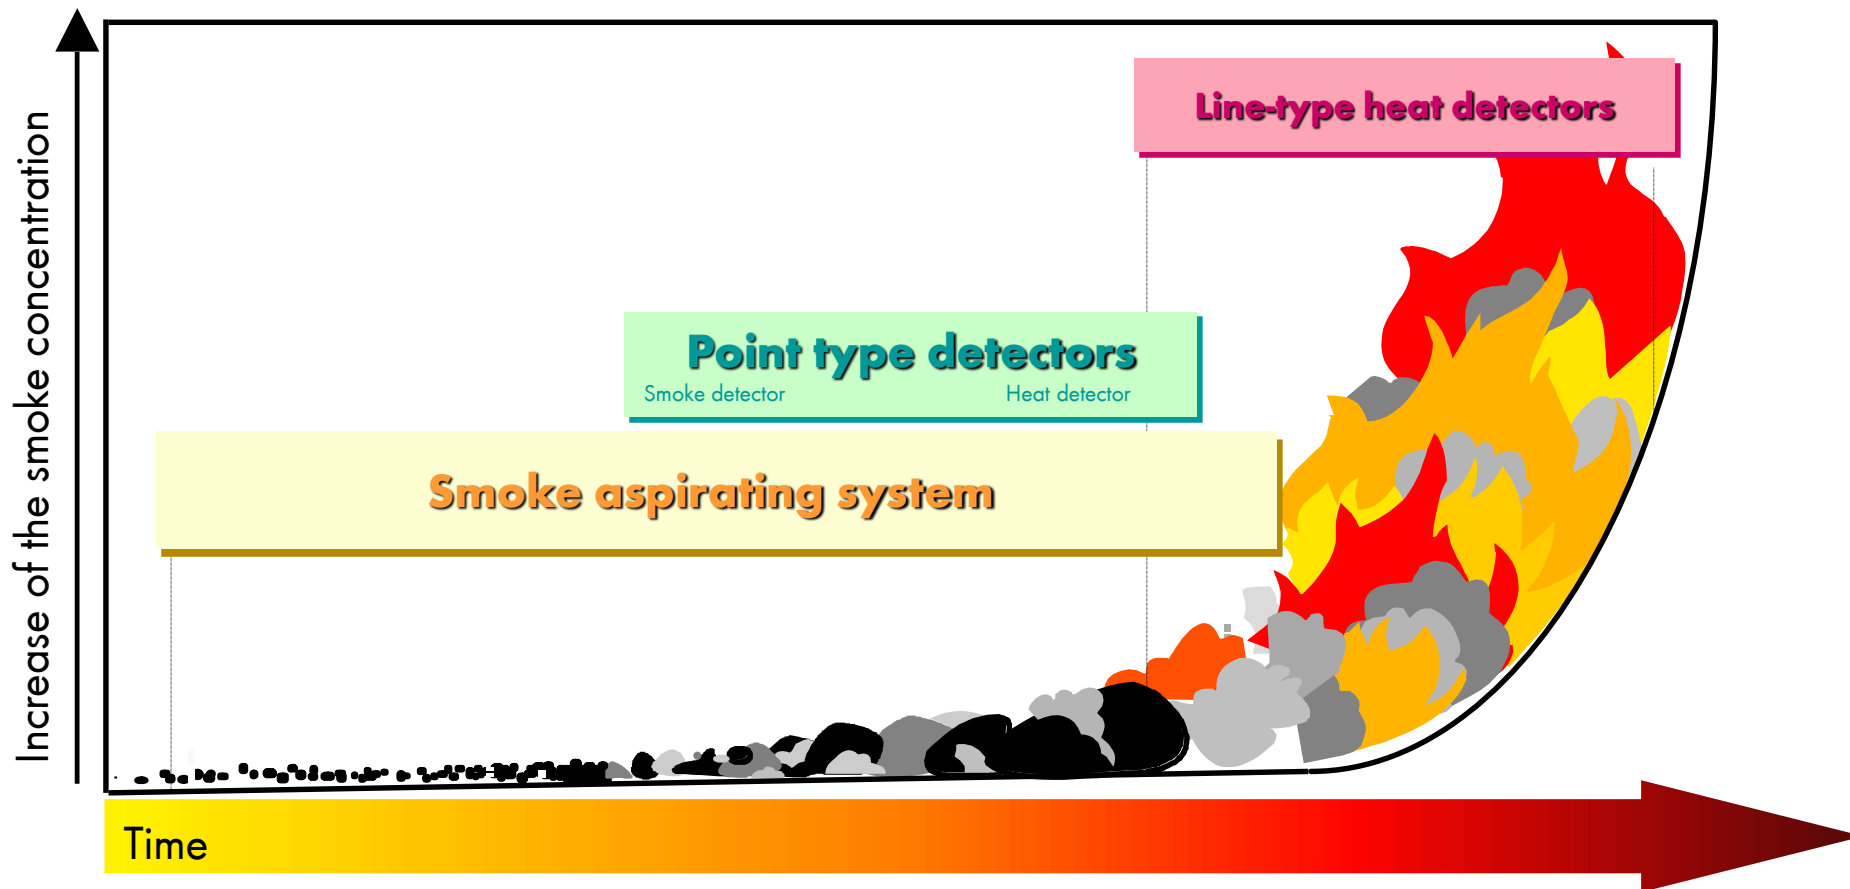 Increase of the smoke concentration
Line-type heat detectors
Point type detectors
Smoke detector Heat detector
Smoke aspirating system
Time